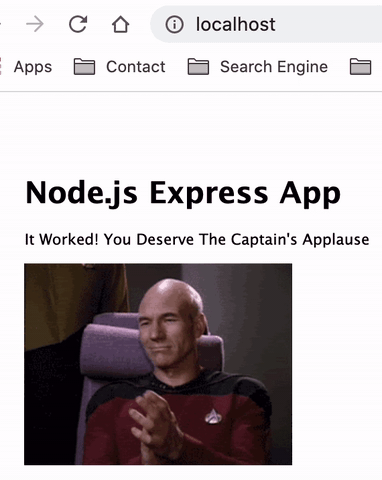 localhost
Apps
Contact
Search Engine
Node.js Express App
It Worked! You Deserve The Captain's Applause